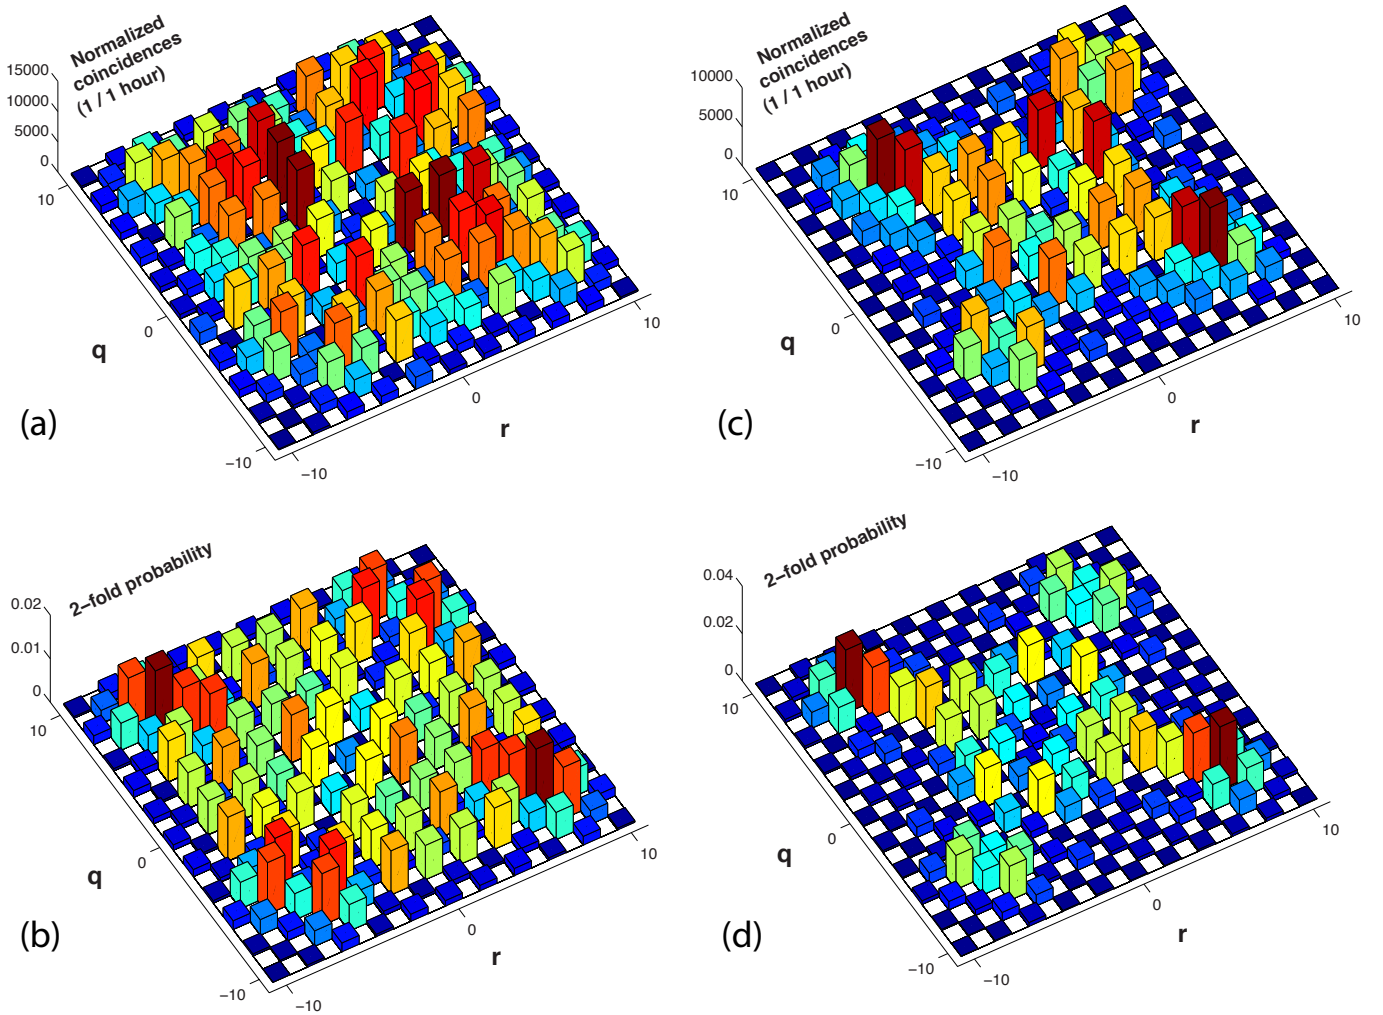 Normalized
coincidences
(1 / 1 hour)
15000
10000
5000
0
10
0
−10
q
−10
0
10
r
(a)
Normalized
coincidences
(1 / 1 hour)
10000
5000
0
10
0
−10
q
−10
0
10
r
(c)
2−fold probability
0.02
0.01
0
10
0
−10
q
−10
0
10
r
(b)
2−fold probability
0.04
0.02
0
10
0
−10
q
−10
0
10
r
(d)